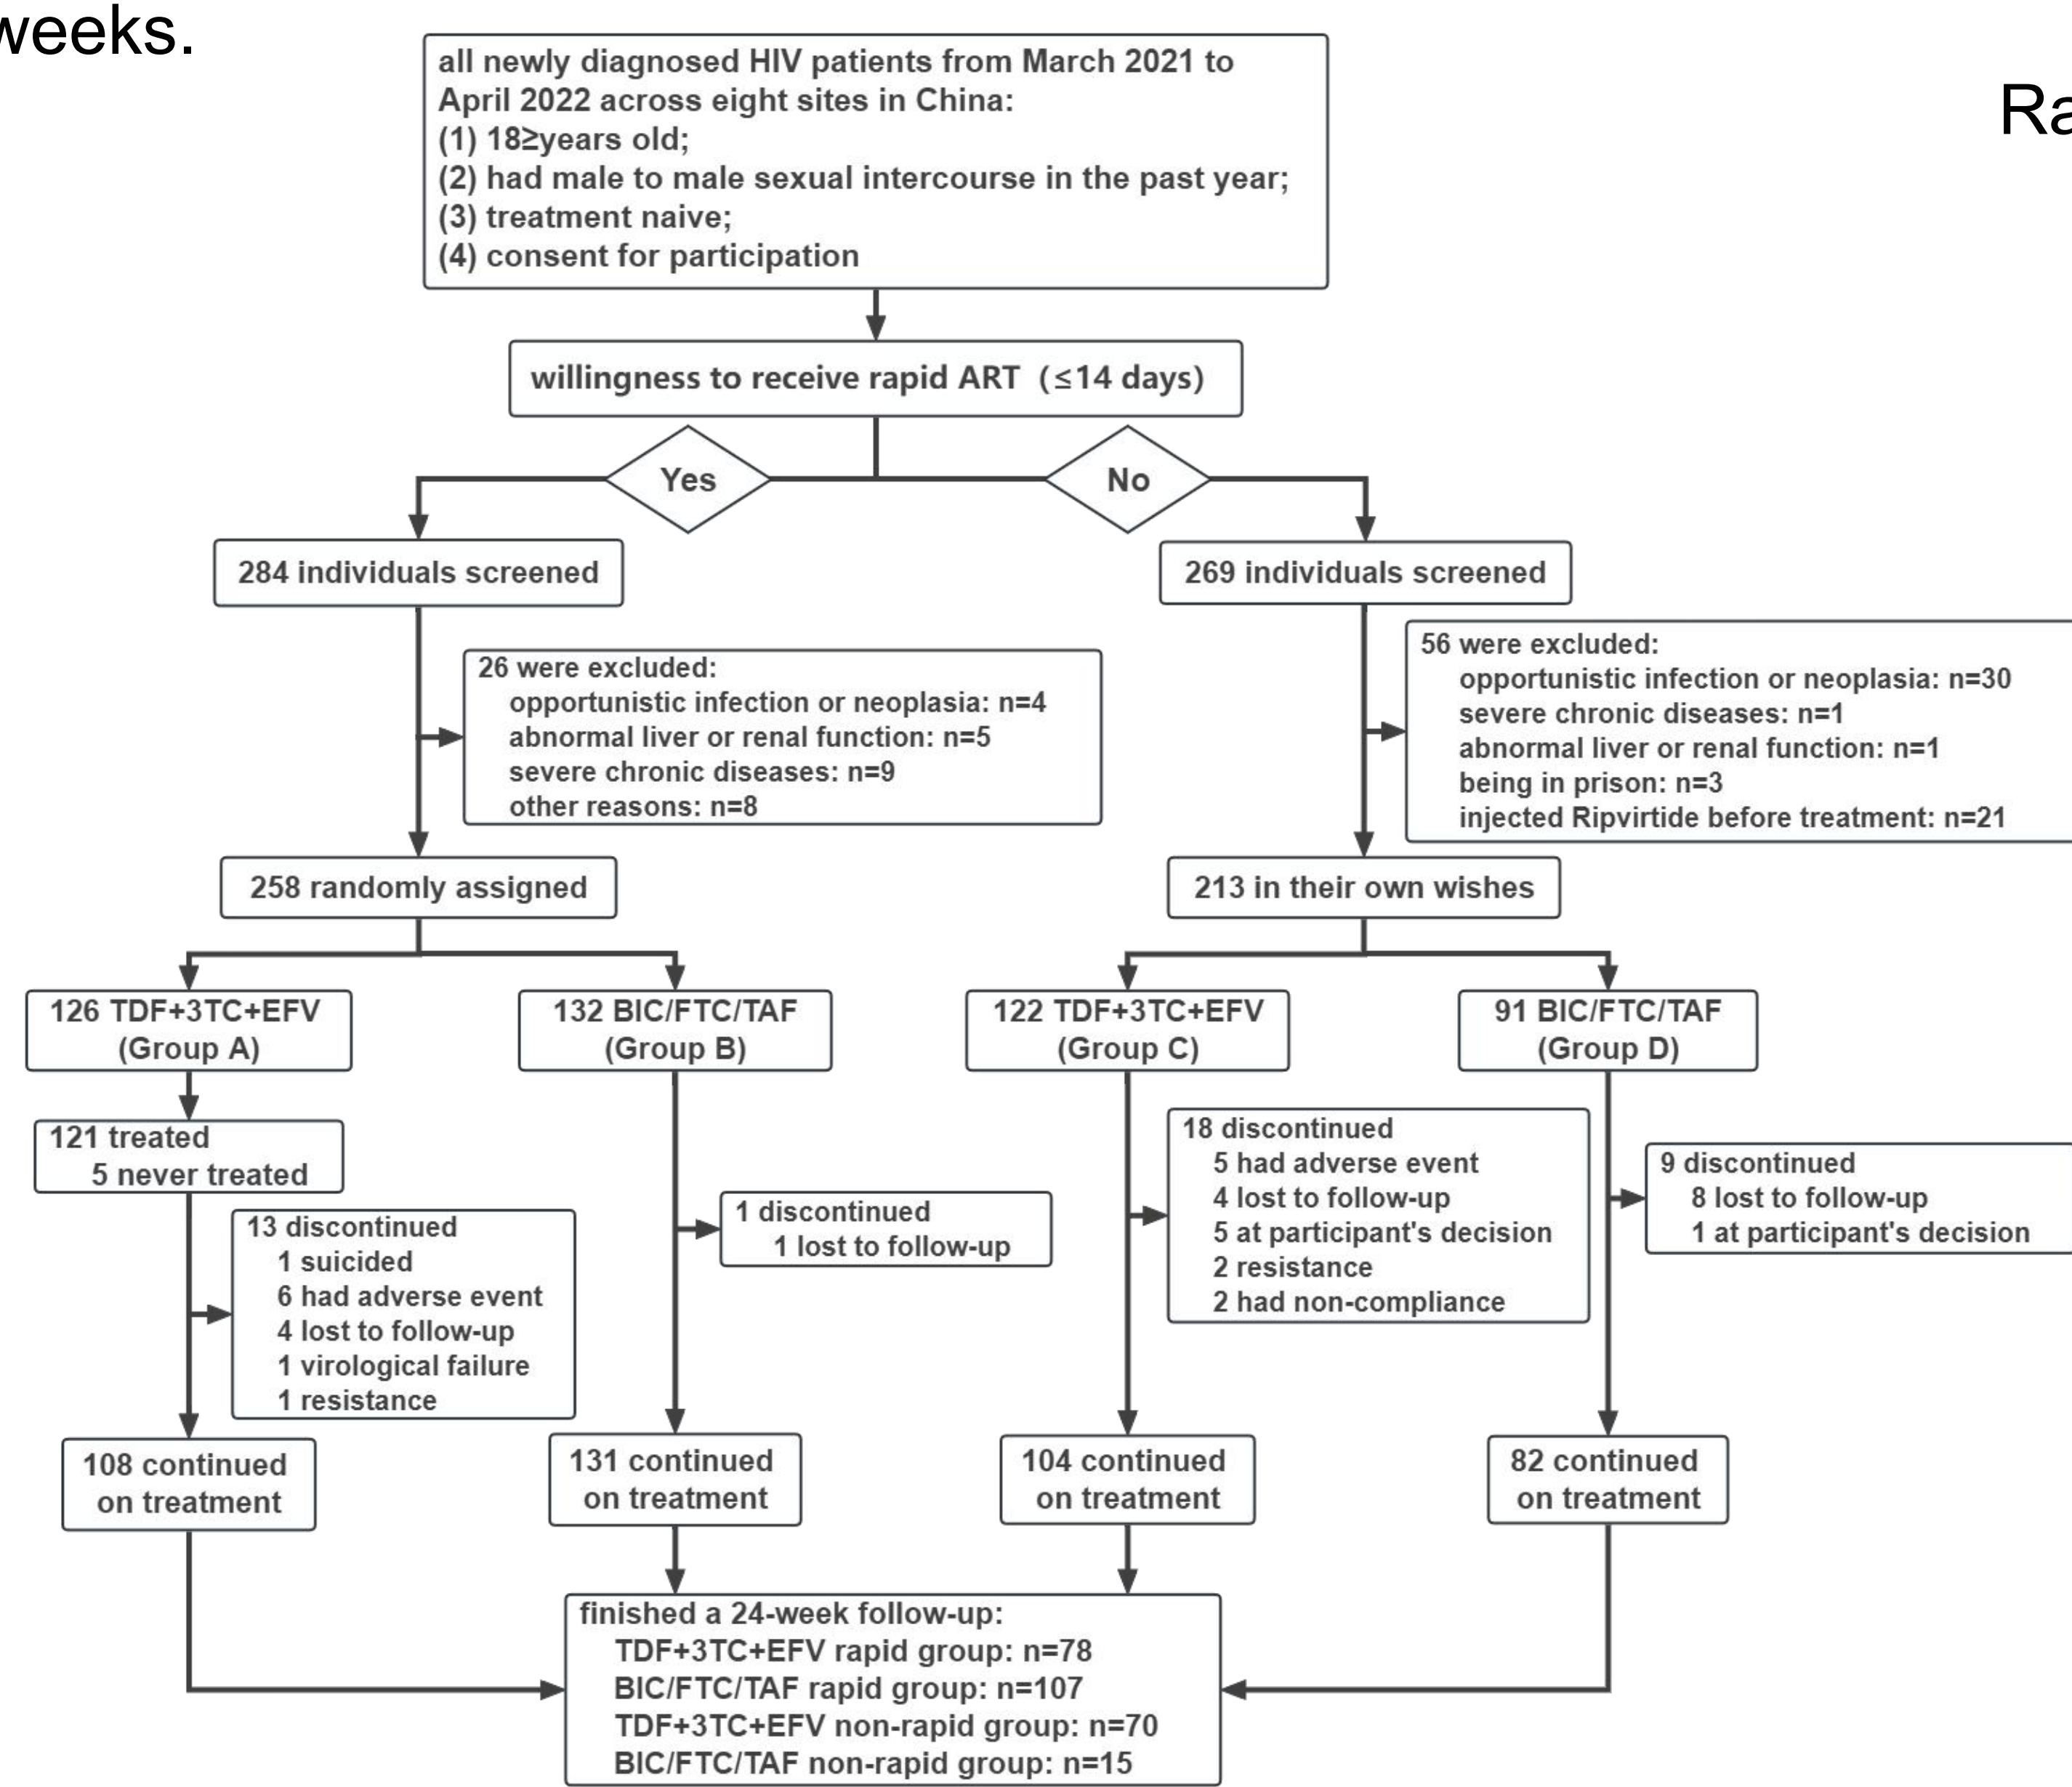 weeks.
Ra
all newly diagnosed HIV patients from March 2021 to
April 2022 across eight sites in China:
(1) 18≥years old;
(2) had male to male sexual intercourse in the past year;
(3) treatment naive;
(4) consent for participation
willingness to receive rapid ART (≤14 days)
Yes
No
284 individuals screened
269 individuals screened
26 were excluded:
opportunistic infection or neoplasia: n=4
abnormal liver or renal function: n=5
severe chronic diseases: n=9
other reasons: n=8
56 were excluded:
opportunistic infection or neoplasia: n=30
severe chronic diseases: n=1
abnormal liver or renal function: n=1
being in prison: n=3
injected Ripvirtide before treatment: n=21
258 randomly assigned
213 in their own wishes
126 TDF+3TC+EFV
(Group A)
132 BIC/FTC/TAF
(Group B)
122 TDF+3TC+EFV
(Group C)
91 BIC/FTC/TAF
(Group D)
121 treated
5 never treated
13 discontinued
1 suicided
6 had adverse event
4 lost to follow-up
1 virological failure
1 resistance
1 discontinued
1 lost to follow-up
18 discontinued
5 had adverse event
4 lost to follow-up
5 at participant's decision
2 resistance
2 had non-compliance
9 discontinued
8 lost to follow-up
1 at participant's decision
108 continued
on treatment
131 continued
on treatment
104 continued
on treatment
82 continued
on treatment
finished a 24-week follow-up:
TDF+3TC+EFV rapid group: n=78
BIC/FTC/TAF rapid group: n=107
TDF+3TC+EFV non-rapid group: n=70
BIC/FTC/TAF non-rapid group: n=15